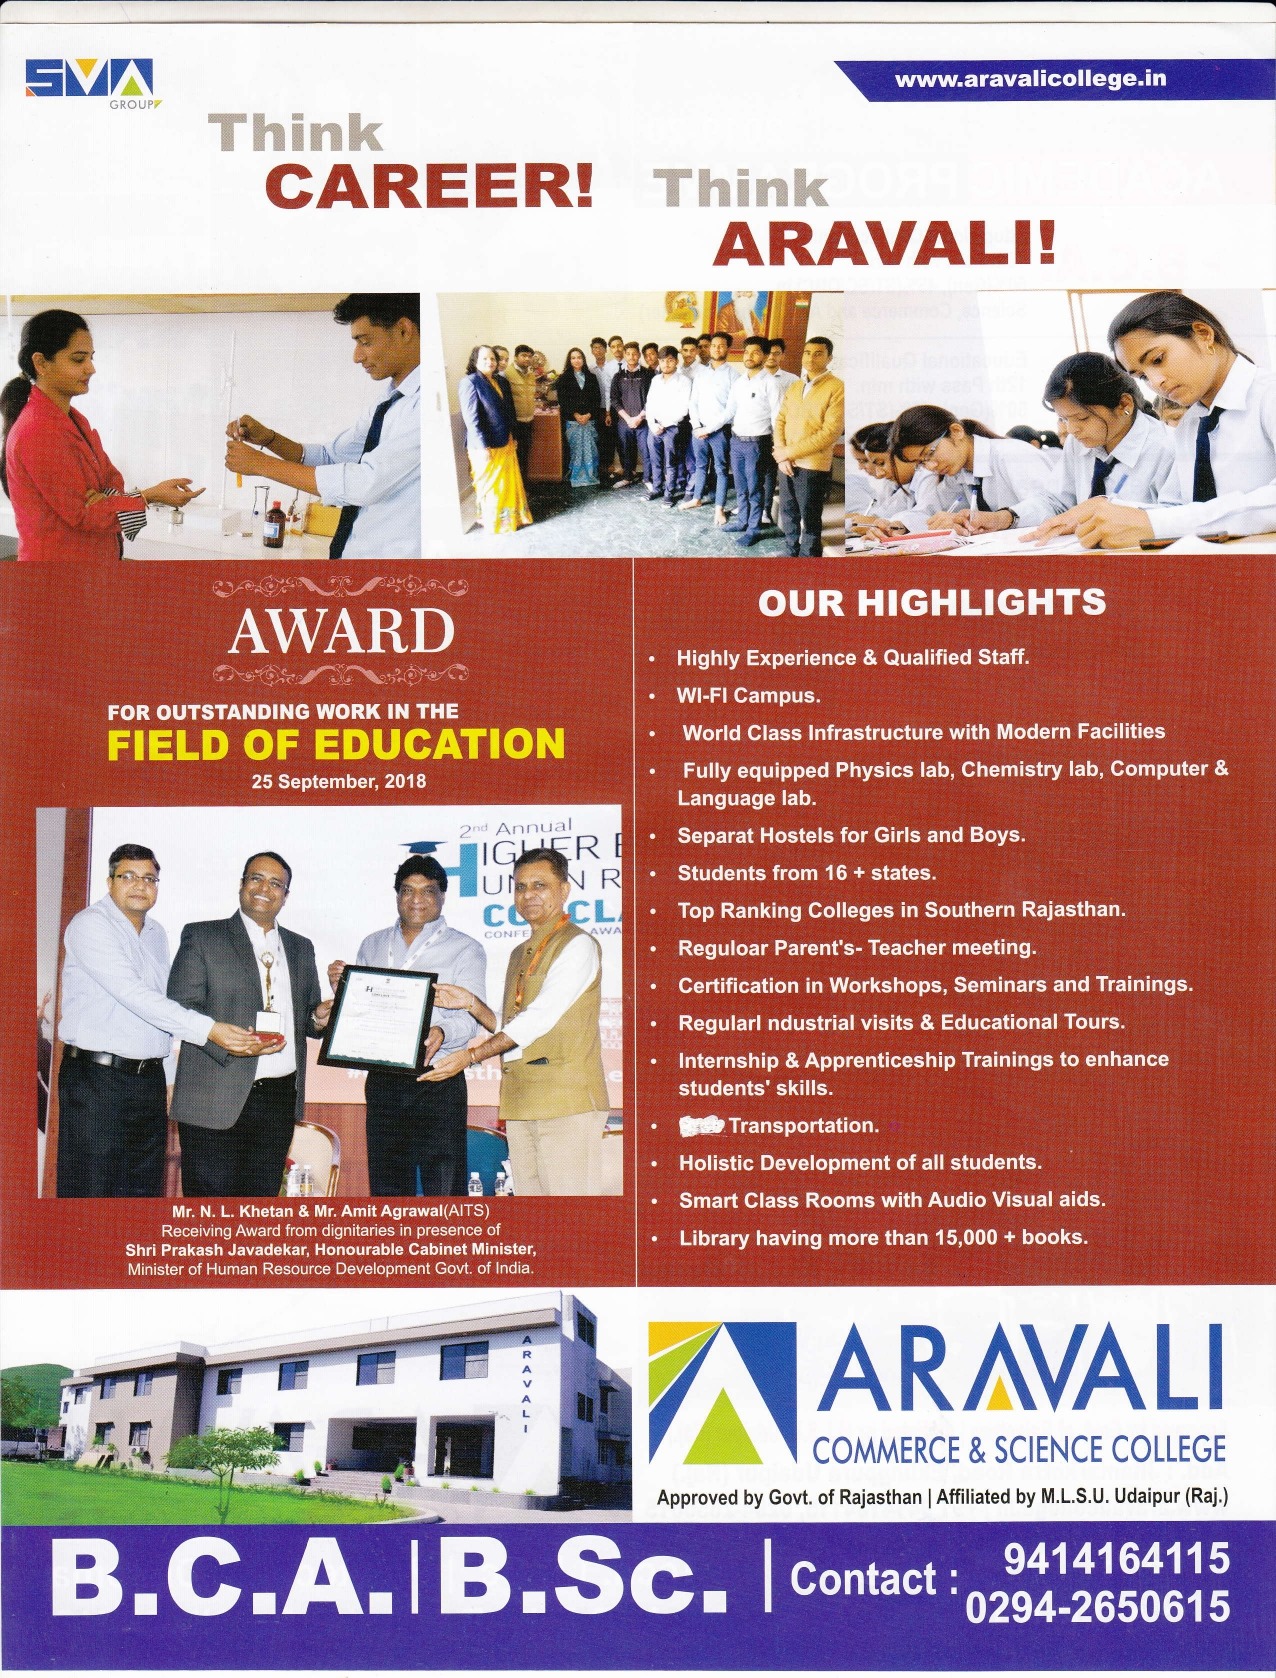 SMA
GROUP
www.aravalicollege.in
Think
CAREER!
Think
ARAVALI!
AWARD
FOR OUTSTANDING WORK IN THE
FIELD OF EDUCATION
25 September, 2018
2nd Annual
Mr. N. L. Khetan & Mr. Amit Agrawal(AITS)
Receiving Award from dignitaries in presence of
Shri Prakash Javadekar, Honourable Cabinet Minister,
Minister of Human Resource Development Govt. of India.
OUR HIGHLIGHTS
• Highly Experience & Qualified Staff.
• WI-FI Campus.
• World Class Infrastructure with Modern Facilities
• Fully equipped Physics lab, Chemistry lab, Computer &
Language lab.
• Separat Hostels for Girls and Boys.
• Students from 16 + states.
• Top Ranking Colleges in Southern Rajasthan.
• Reguloar Parent's- Teacher meeting.
• Certification in Workshops, Seminars and Trainings.
• Regularl ndustrial visits & Educational Tours.
• Internship & Apprenticeship Trainings to enhance
students' skills.
• Transportation.
• Holistic Development of all students.
• Smart Class Rooms with Audio Visual aids.
• Library having more than 15,000 + books.
ARAVALI
ARAVALI
COMMERCE & SCIENCE COLLEGE
Approved by Govt. of Rajasthan | Affiliated by M.L.S.U. Udaipur (Raj.)
B.C.A. | B.Sc. | Contact : 9414164115
0294-2650615